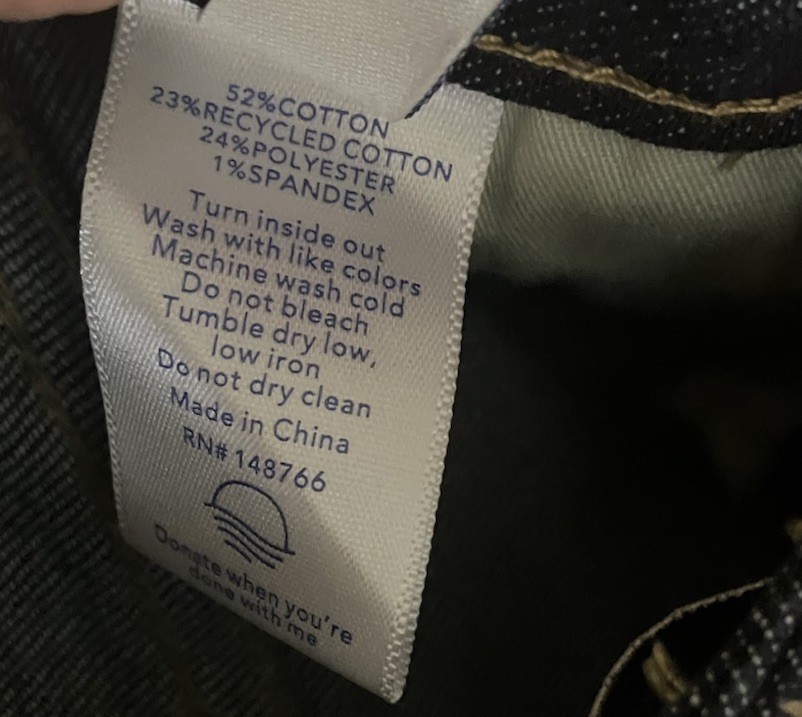 52%COTTON
23%RECYCLED COTTON
24%POLYESTER
1%SPANDEX
Turn inside out
Wash with like colors
Machine wash cold
Do not bleach
Tumble dry low,
low iron
Do not dry clean
Made in China
RN# 148766
Donate when you're
done with me